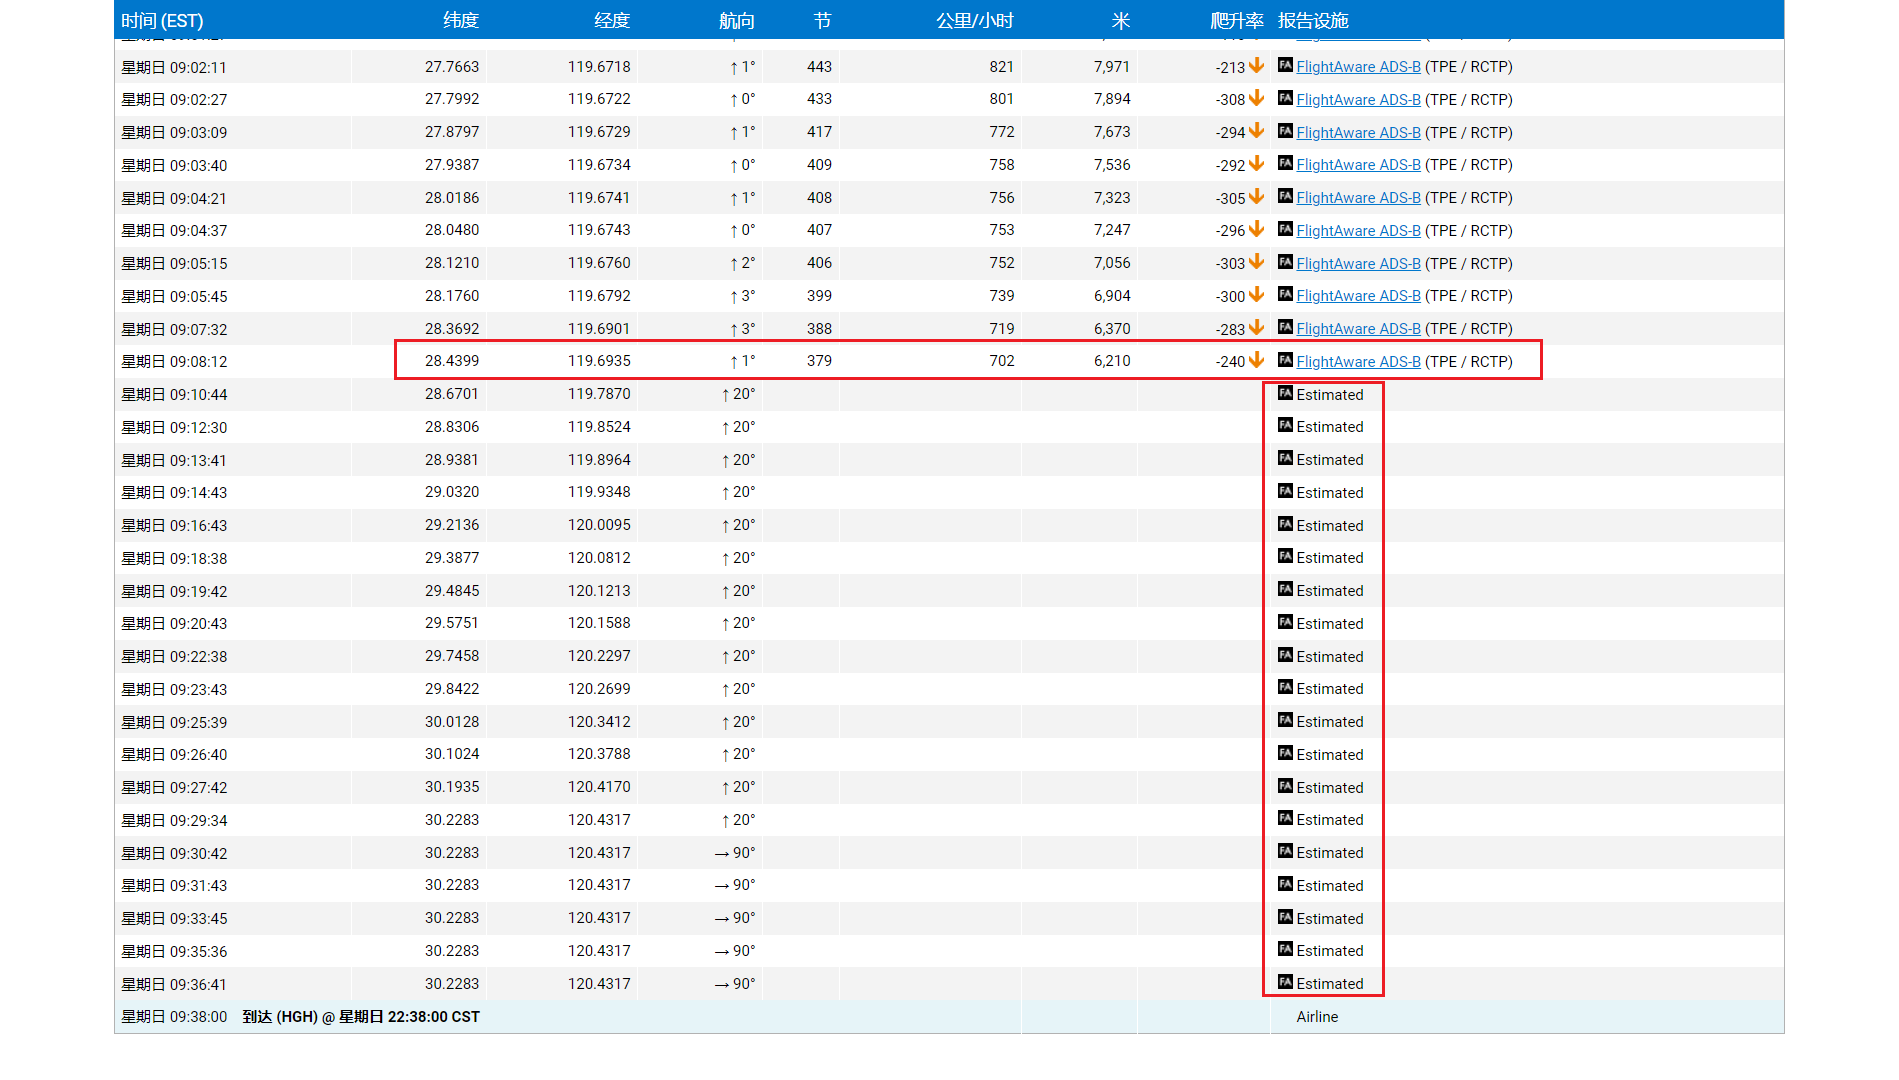 时间 (EST) 纬度 经度 航向 节 公里/小时 米 爬升率 报告设施
星期日 09:02:11 27.7663 119.6718 ↑ 1° 443 821 7,971 -213 FA FlightAware ADS-B (TPE / RCTP)
星期日 09:02:27 27.7992 119.6722 ↑ 0° 433 801 7,894 -308 FA FlightAware ADS-B (TPE / RCTP)
星期日 09:03:09 27.8797 119.6729 ↑ 1° 417 772 7,673 -294 FA FlightAware ADS-B (TPE / RCTP)
星期日 09:03:40 27.9387 119.6734 ↑ 0° 409 758 7,536 -292 FA FlightAware ADS-B (TPE / RCTP)
星期日 09:04:21 28.0186 119.6741 ↑ 1° 408 756 7,323 -305 FA FlightAware ADS-B (TPE / RCTP)
星期日 09:04:37 28.0480 119.6743 ↑ 0° 407 753 7,247 -296 FA FlightAware ADS-B (TPE / RCTP)
星期日 09:05:15 28.1210 119.6760 ↑ 2° 406 752 7,056 -303 FA FlightAware ADS-B (TPE / RCTP)
星期日 09:05:45 28.1760 119.6792 ↑ 3° 399 739 6,904 -300 FA FlightAware ADS-B (TPE / RCTP)
星期日 09:07:32 28.3692 119.6901 ↑ 3° 388 719 6,370 -283 FA FlightAware ADS-B (TPE / RCTP)
星期日 09:08:12 28.4399 119.6935 ↑ 1° 379 702 6,210 -240 FA FlightAware ADS-B (TPE / RCTP)
星期日 09:10:44 28.6701 119.7870 ↑ 20° FA Estimated
星期日 09:12:30 28.8306 119.8524 ↑ 20° FA Estimated
星期日 09:13:41 28.9381 119.8964 ↑ 20° FA Estimated
星期日 09:14:43 29.0320 119.9348 ↑ 20° FA Estimated
星期日 09:16:43 29.2136 120.0095 ↑ 20° FA Estimated
星期日 09:18:38 29.3877 120.0812 ↑ 20° FA Estimated
星期日 09:19:42 29.4845 120.1213 ↑ 20° FA Estimated
星期日 09:20:43 29.5751 120.1588 ↑ 20° FA Estimated
星期日 09:22:38 29.7458 120.2297 ↑ 20° FA Estimated
星期日 09:23:43 29.8422 120.2699 ↑ 20° FA Estimated
星期日 09:25:39 30.0128 120.3412 ↑ 20° FA Estimated
星期日 09:26:40 30.1024 120.3788 ↑ 20° FA Estimated
星期日 09:27:42 30.1935 120.4170 ↑ 20° FA Estimated
星期日 09:29:34 30.2283 120.4317 ↑ 20° FA Estimated
星期日 09:30:42 30.2283 120.4317 → 90° FA Estimated
星期日 09:31:43 30.2283 120.4317 → 90° FA Estimated
星期日 09:33:45 30.2283 120.4317 → 90° FA Estimated
星期日 09:35:36 30.2283 120.4317 → 90° FA Estimated
星期日 09:36:41 30.2283 120.4317 → 90° FA Estimated
星期日 09:38:00 到达 (HGH) @ 星期日 22:38:00 CST Airline